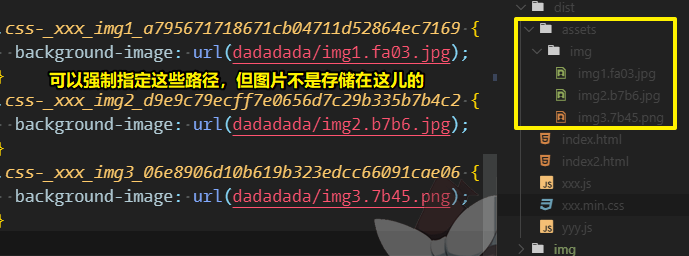 .css-_xxx_img1_a795671718671cb04711d52864ec7169 {
background-image: url(dadadada/img1.fa03.jpg);
可以强制指定这些路径，但图片不是存储在这儿的
.css-_xxx_img2_d9e9c79ecff7e0656d7c29b335b7b4c2 {
background-image: url(dadadada/img2.b7b6.jpg);
}
.css-_xxx_img3_06e8906d10b619b323edcc66091cae06 {
background-image: url(dadadada/img3.7b45.png);
}
dist
assets
img
img1.fa03.jpg
img2.b7b6.jpg
img3.7b45.png
index.html
index2.html
JS xxx.js
xxx.min.css
JS yyy.js
img